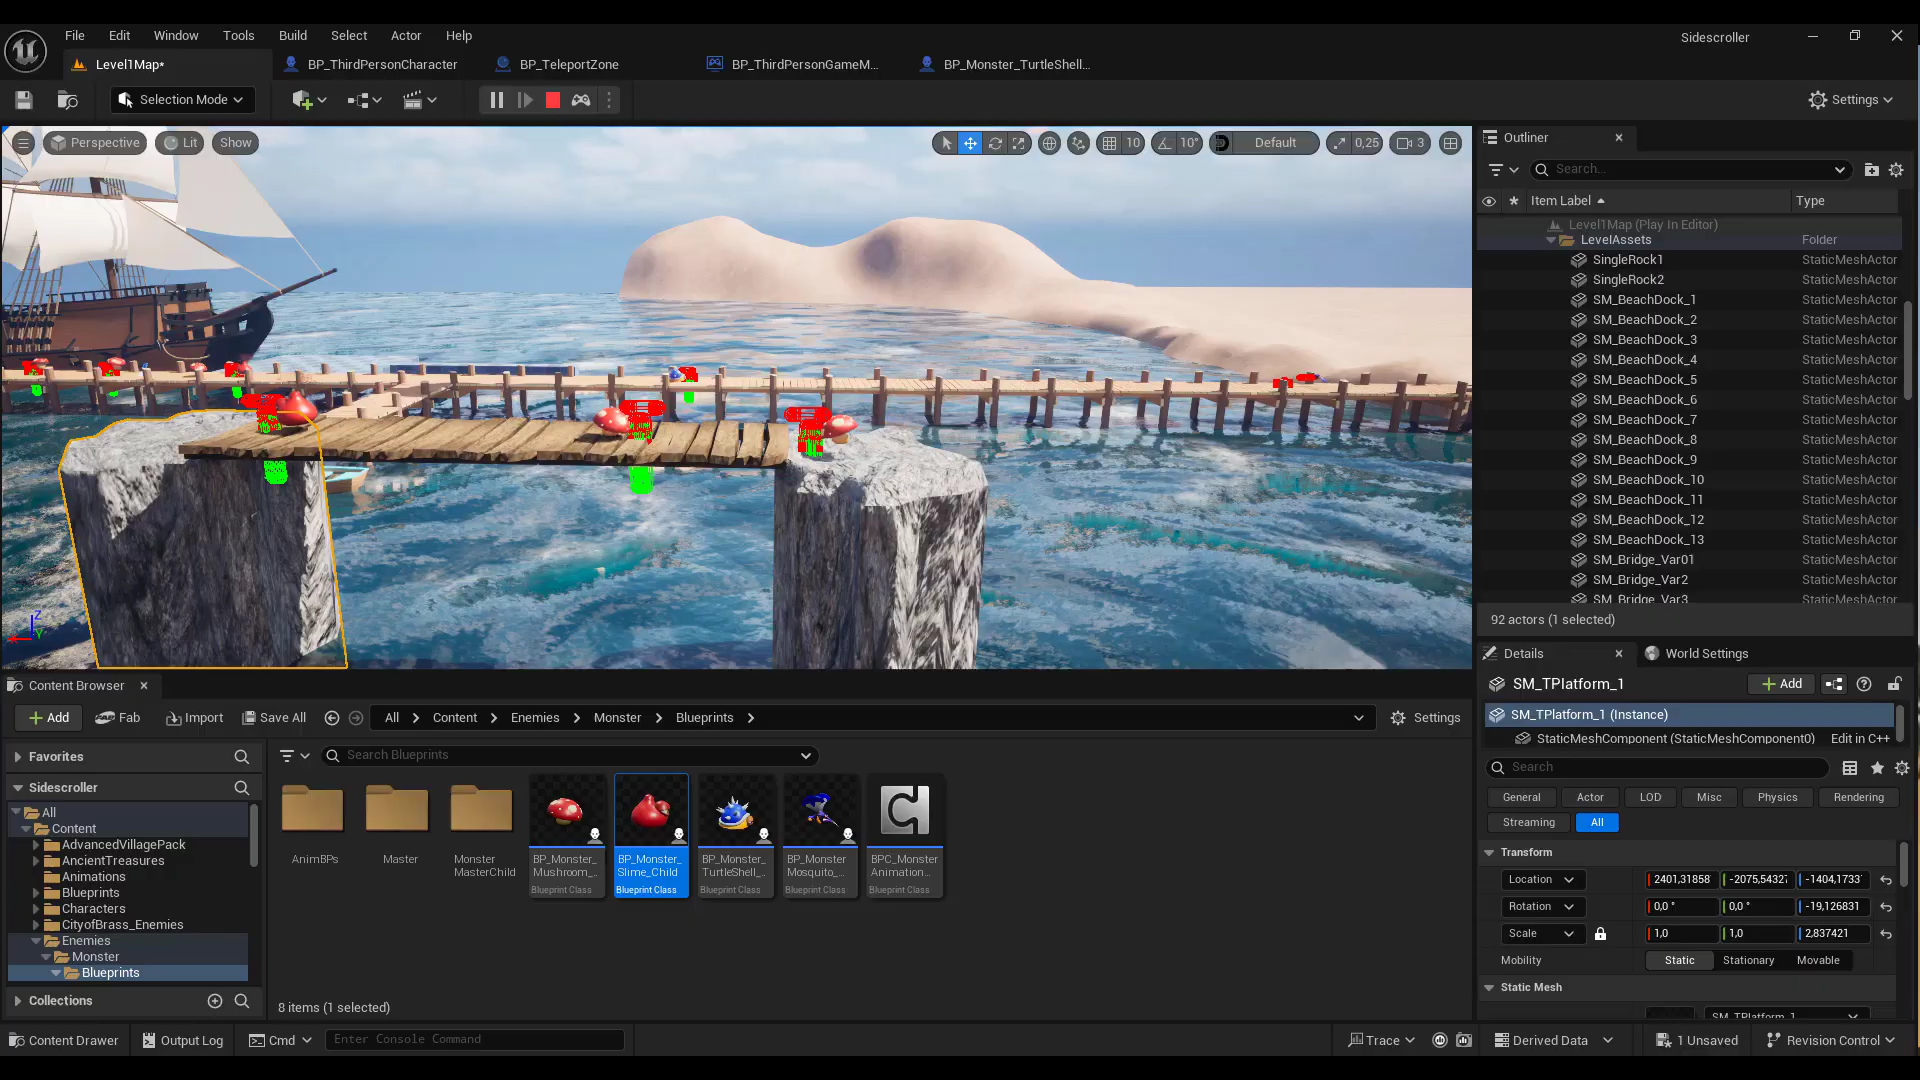 File Edit Window Tools Build Select Actor Help
Sidescroller
Level1Map*
BP_ThirdPersonCharacter
BP_TeleportZone
BP_ThirdPersonGameM...
BP_Monster_TurtleShell...
Selection Mode
Settings
Perspective
Lit
Show
10
10°
Default
0,25
3
Outliner
Search...
Item Label
Type
Level1Map (Play In Editor)
LevelAssets Folder
SingleRock1 StaticMeshActor
SingleRock2 StaticMeshActor
SM_BeachDock_1 StaticMeshActor
SM_BeachDock_2 StaticMeshActor
SM_BeachDock_3 StaticMeshActor
SM_BeachDock_4 StaticMeshActor
SM_BeachDock_5 StaticMeshActor
SM_BeachDock_6 StaticMeshActor
SM_BeachDock_7 StaticMeshActor
SM_BeachDock_8 StaticMeshActor
SM_BeachDock_9 StaticMeshActor
SM_BeachDock_10 StaticMeshActor
SM_BeachDock_11 StaticMeshActor
SM_BeachDock_12 StaticMeshActor
SM_BeachDock_13 StaticMeshActor
SM_Bridge_Var01 StaticMeshActor
SM_Bridge_Var2 StaticMeshActor
SM_Bridge_Var3 StaticMeshActor
92 actors (1 selected)
Z
Y
Details
World Settings
SM_TPlatform_1
Add
SM_TPlatform_1 (Instance)
StaticMeshComponent (StaticMeshComponent0) Edit in C++
Search
General Actor LOD Misc Physics Rendering
Streaming All
Transform
Location 2401,31858 -2075,54327 -1404,1733
Rotation 0,0 ° 0,0 ° -19,126831
Scale 1,0 1,0 2,837421
Mobility Static Stationary Movable
Static Mesh
SM_TPlatform_1
Content Browser
Add
Fab
Import
Save All
All Content Enemies Monster Blueprints
Settings
Favorites
Sidescroller
All
Content
AdvancedVillagePack
AncientTreasures
Animations
Blueprints
Characters
CityofBrass_Enemies
Enemies
Monster
Blueprints
Collections
Search Blueprints
AnimBPs
Master
Monster
MasterChild
BP_Monster_
Mushroom_...
Blueprint Class
BP_Monster_
Slime_Child
Blueprint Class
BP_Monster_
TurtleShell_...
Blueprint Class
BP_Monster
Mosquito_...
Blueprint Class
BPC_Monster
Animation...
Blueprint Class
8 items (1 selected)
Content Drawer
Output Log
Cmd
Enter Console Command
Trace
Derived Data
1 Unsaved
Revision Control